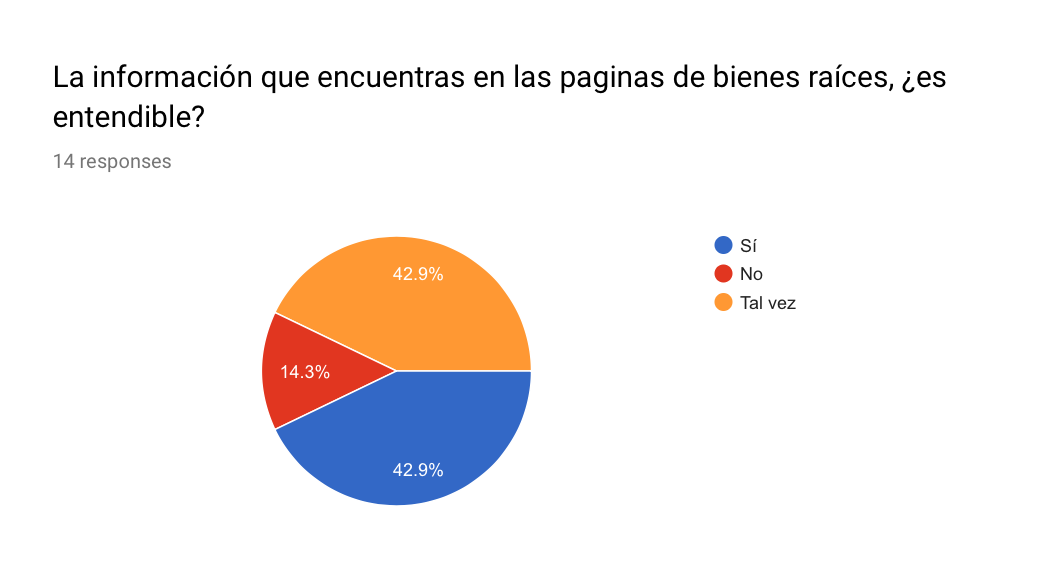 La información que encuentras en las paginas de bienes raíces, ¿es
entendible?
14 responses
42.9%
14.3%
42.9%
Sí
No
Tal vez